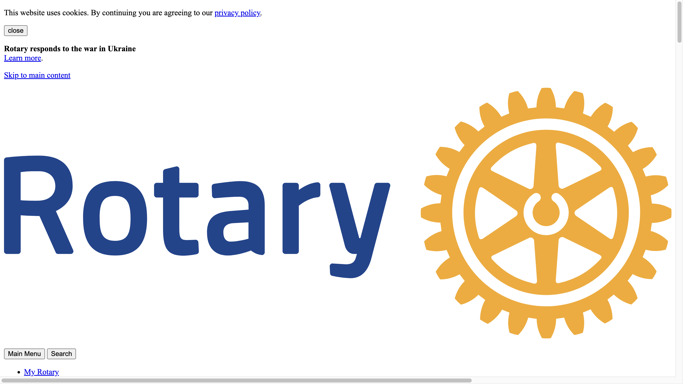 This website uses cookies. By continuing you are agreeing to our privacy policy.
close
Rotary responds to the war in Ukraine
Learn more.
Skip to main content
Rotary
Main Menu Search
My Rotary